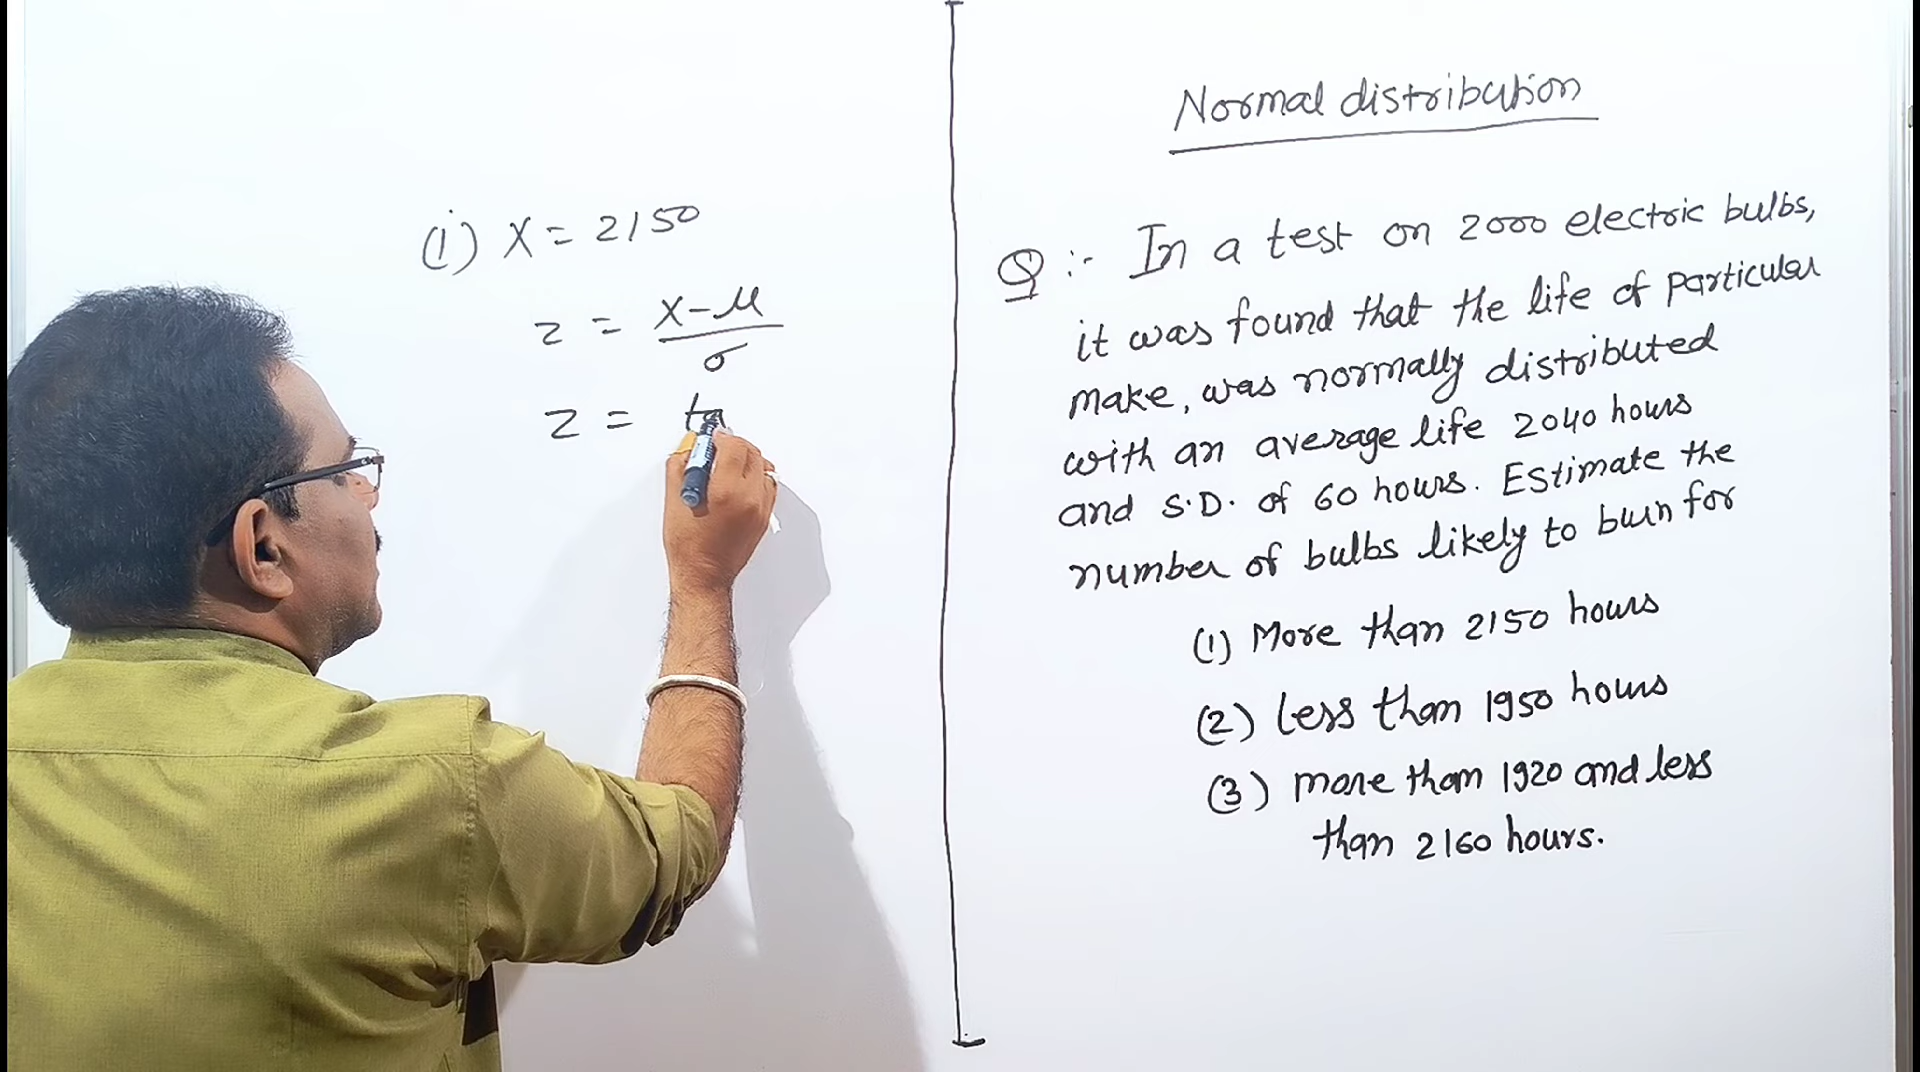 (i) X = 2150
z = X-μ / σ
z =
Normal distribution
Q :- In a test on 2000 electric bulbs,
it was found that the life of particular
make, was normally distributed
with an average life 2040 hours
and S.D. of 60 hours. Estimate the
number of bulbs likely to burn for
(1) More than 2150 hours
(2) less than 1950 hours
(3) more than 1920 and less
than 2160 hours.